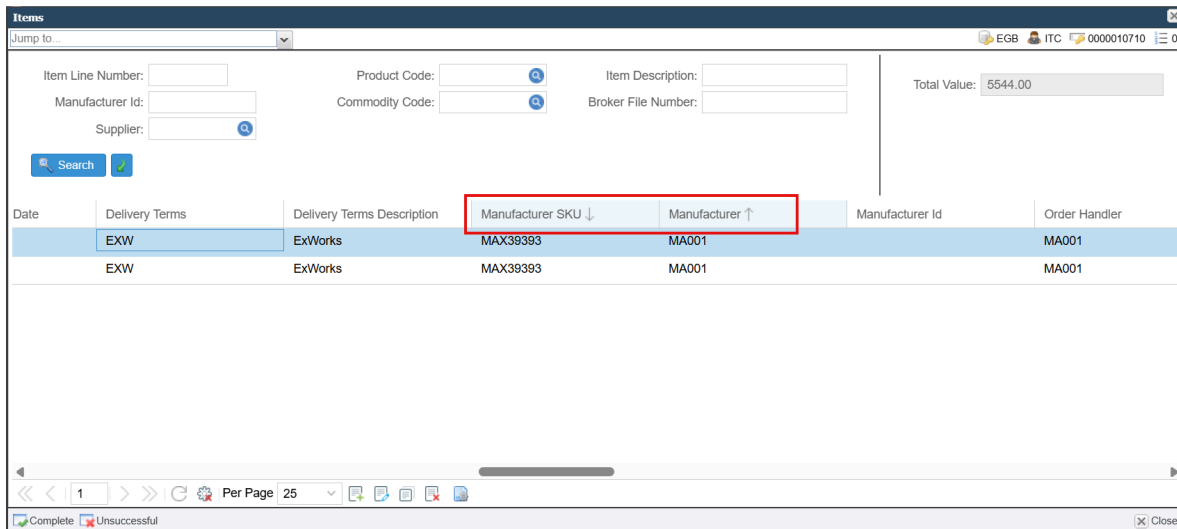 Items
Jump to...
EGB ITC 0000010710 0
Item Line Number: Product Code: Item Description: Total Value: 5544.00
Manufacturer Id: Commodity Code: Broker File Number:
Supplier:
Search
Date Delivery Terms Delivery Terms Description Manufacturer SKU ↓ Manufacturer ↑ Manufacturer Id Order Handler
EXW ExWorks MAX39393 MA001 MA001
EXW ExWorks MAX39393 MA001 MA001
1 Per Page 25
Complete Unsuccessful Close